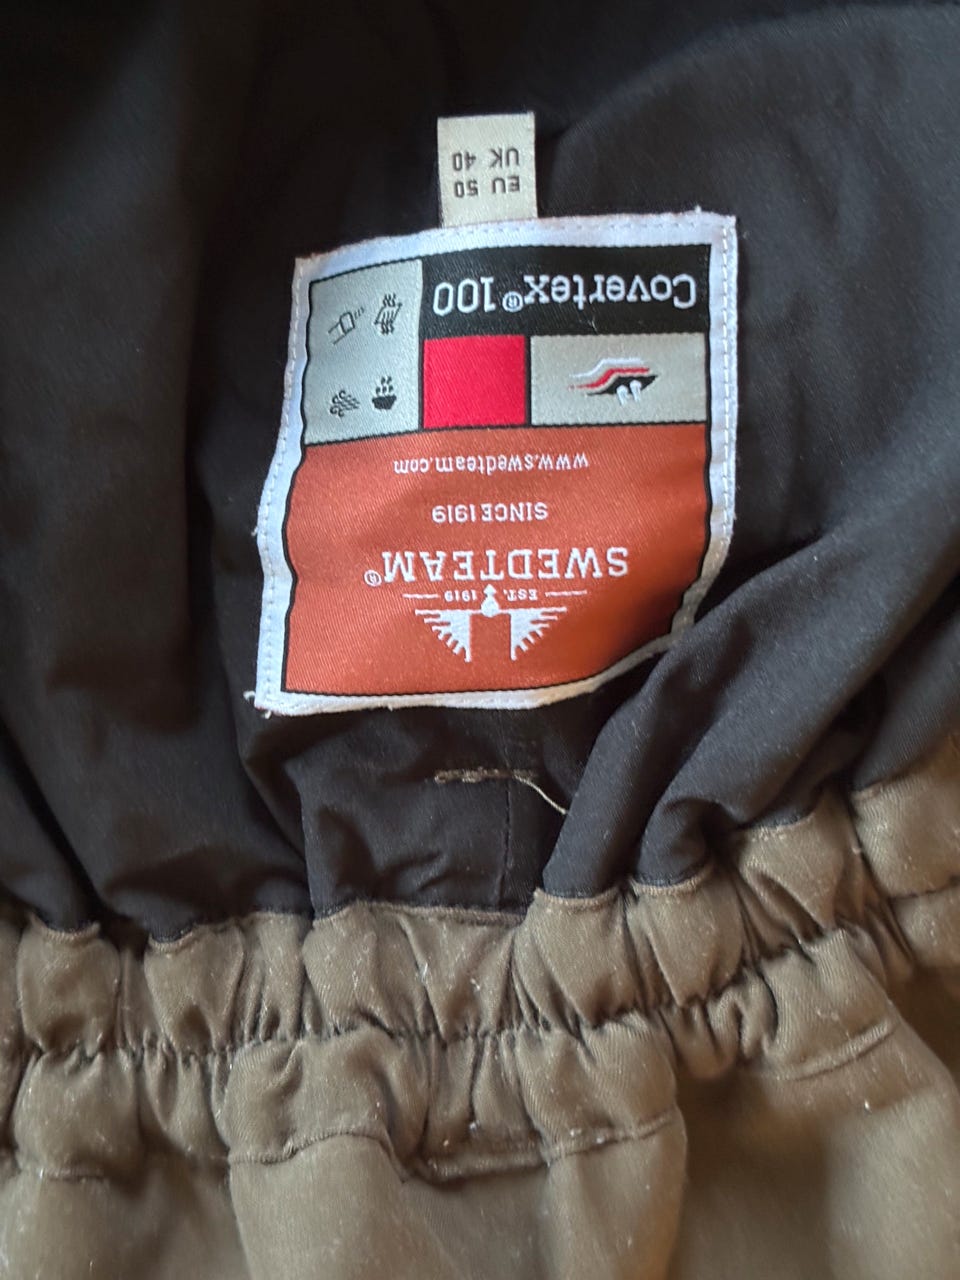 EST. 1919
SWEDTEAM®
SINCE 1919
www.swedteam.com
Covertex® 100
EU 50
UK 40